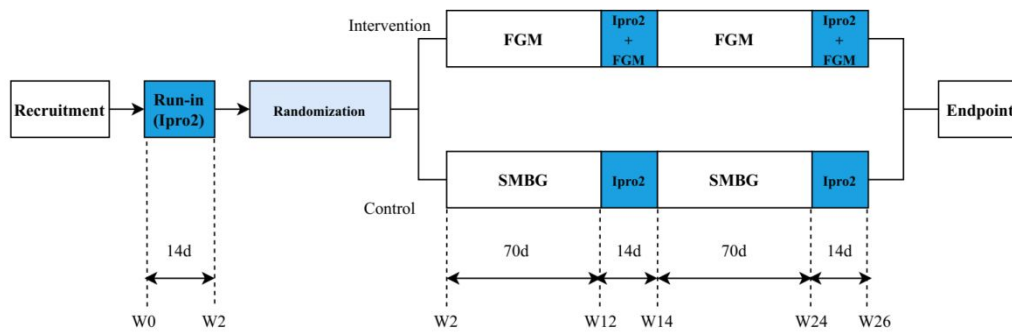 Intervention
FGM
Ipro2
+
FGM
FGM
Ipro2
+
FGM
Recruitment
Run-in
(Ipro2)
Randomization
Endpoint
SMBG
Ipro2
SMBG
Ipro2
Control
14d
70d
14d
70d
14d
W0
W2
W2
W12
W14
W24
W26